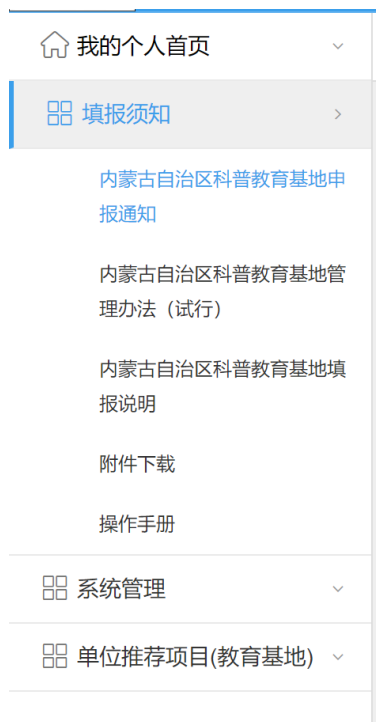 我的个人首页
填报须知
内蒙古自治区科普教育基地申
报通知
内蒙古自治区科普教育基地管
理办法（试行）
内蒙古自治区科普教育基地填
报说明
附件下载
操作手册
系统管理
单位推荐项目(教育基地)